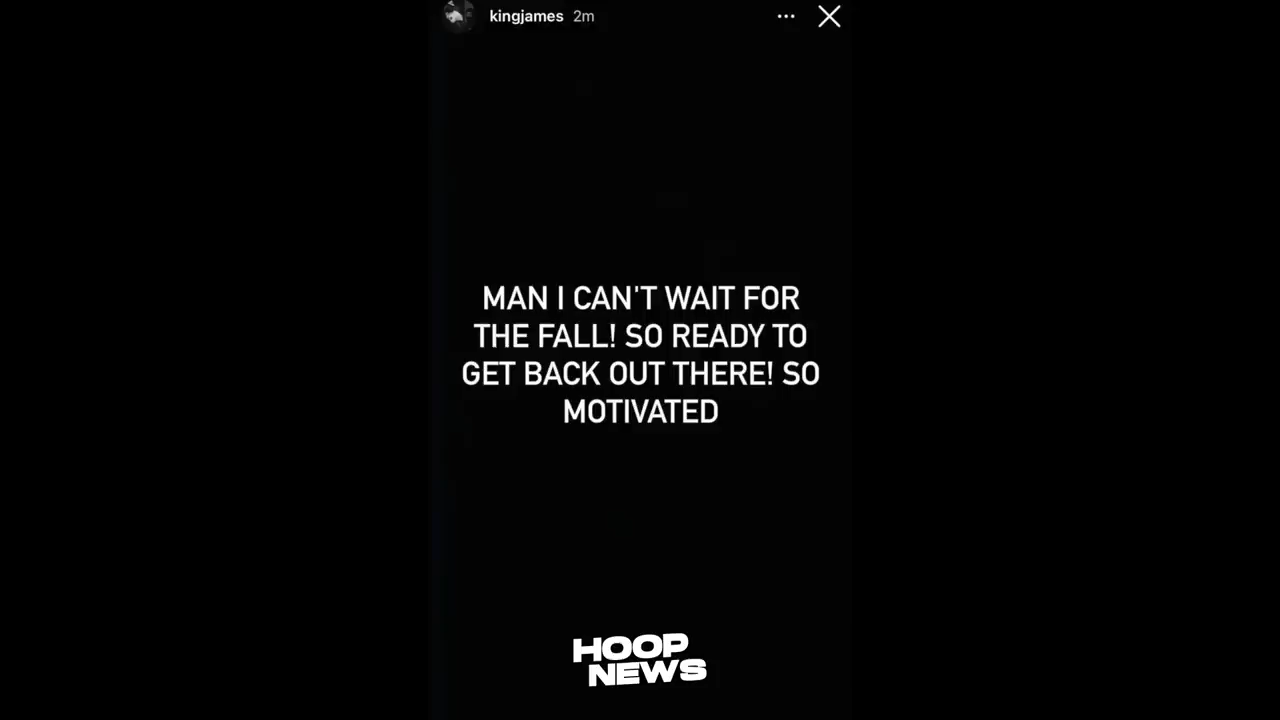 kingjames 2m
MAN I CAN'T WAIT FOR
THE FALL! SO READY TO
GET BACK OUT THERE! SO
MOTIVATED
HOOP
NEWS